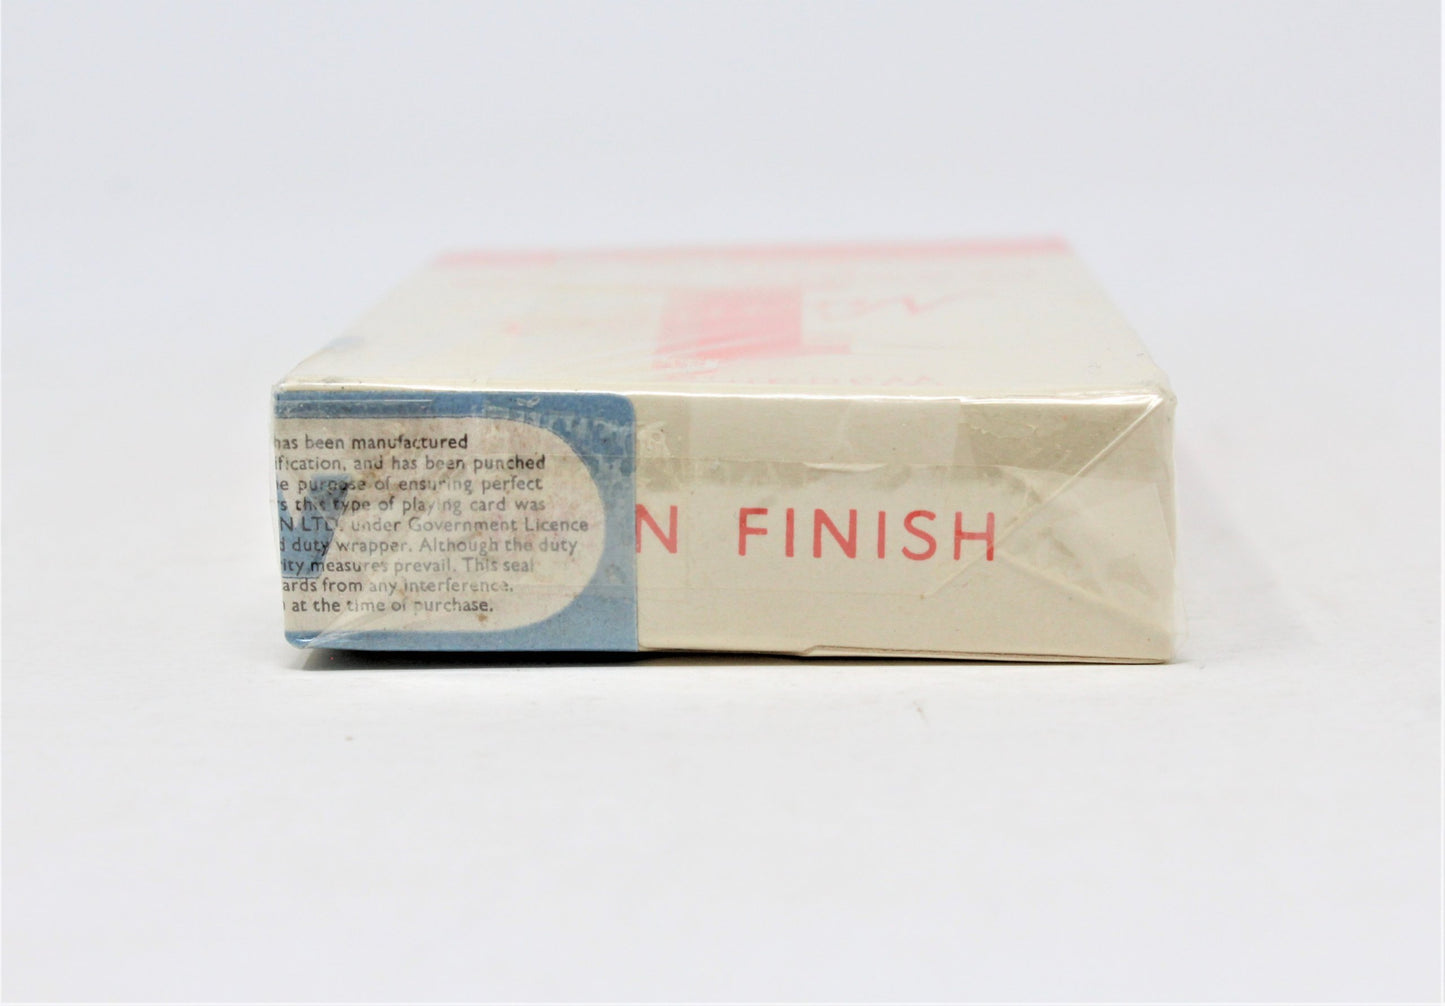 has been manufactured
ification, and has been punched
e purpose of ensuring perfect
s this type of playing card was
N LTD. under Government Licence
d duty wrapper. Although the duty
ity measures prevail. This seal
ards from any interference.
at the time of purchase.
N FINISH